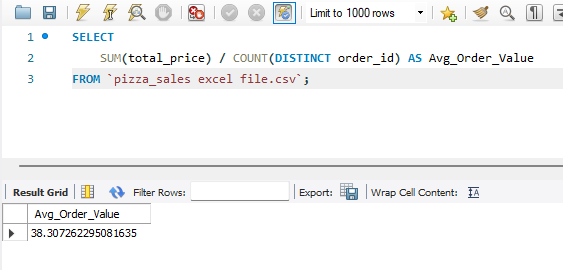 Limit to 1000 rows
1 SELECT
2 SUM(total_price) / COUNT(DISTINCT order_id) AS Avg_Order_Value
3 FROM `pizza_sales excel file.csv`;
Result Grid Filter Rows: Export: Wrap Cell Content: IA
Avg_Order_Value
38.307262295081635